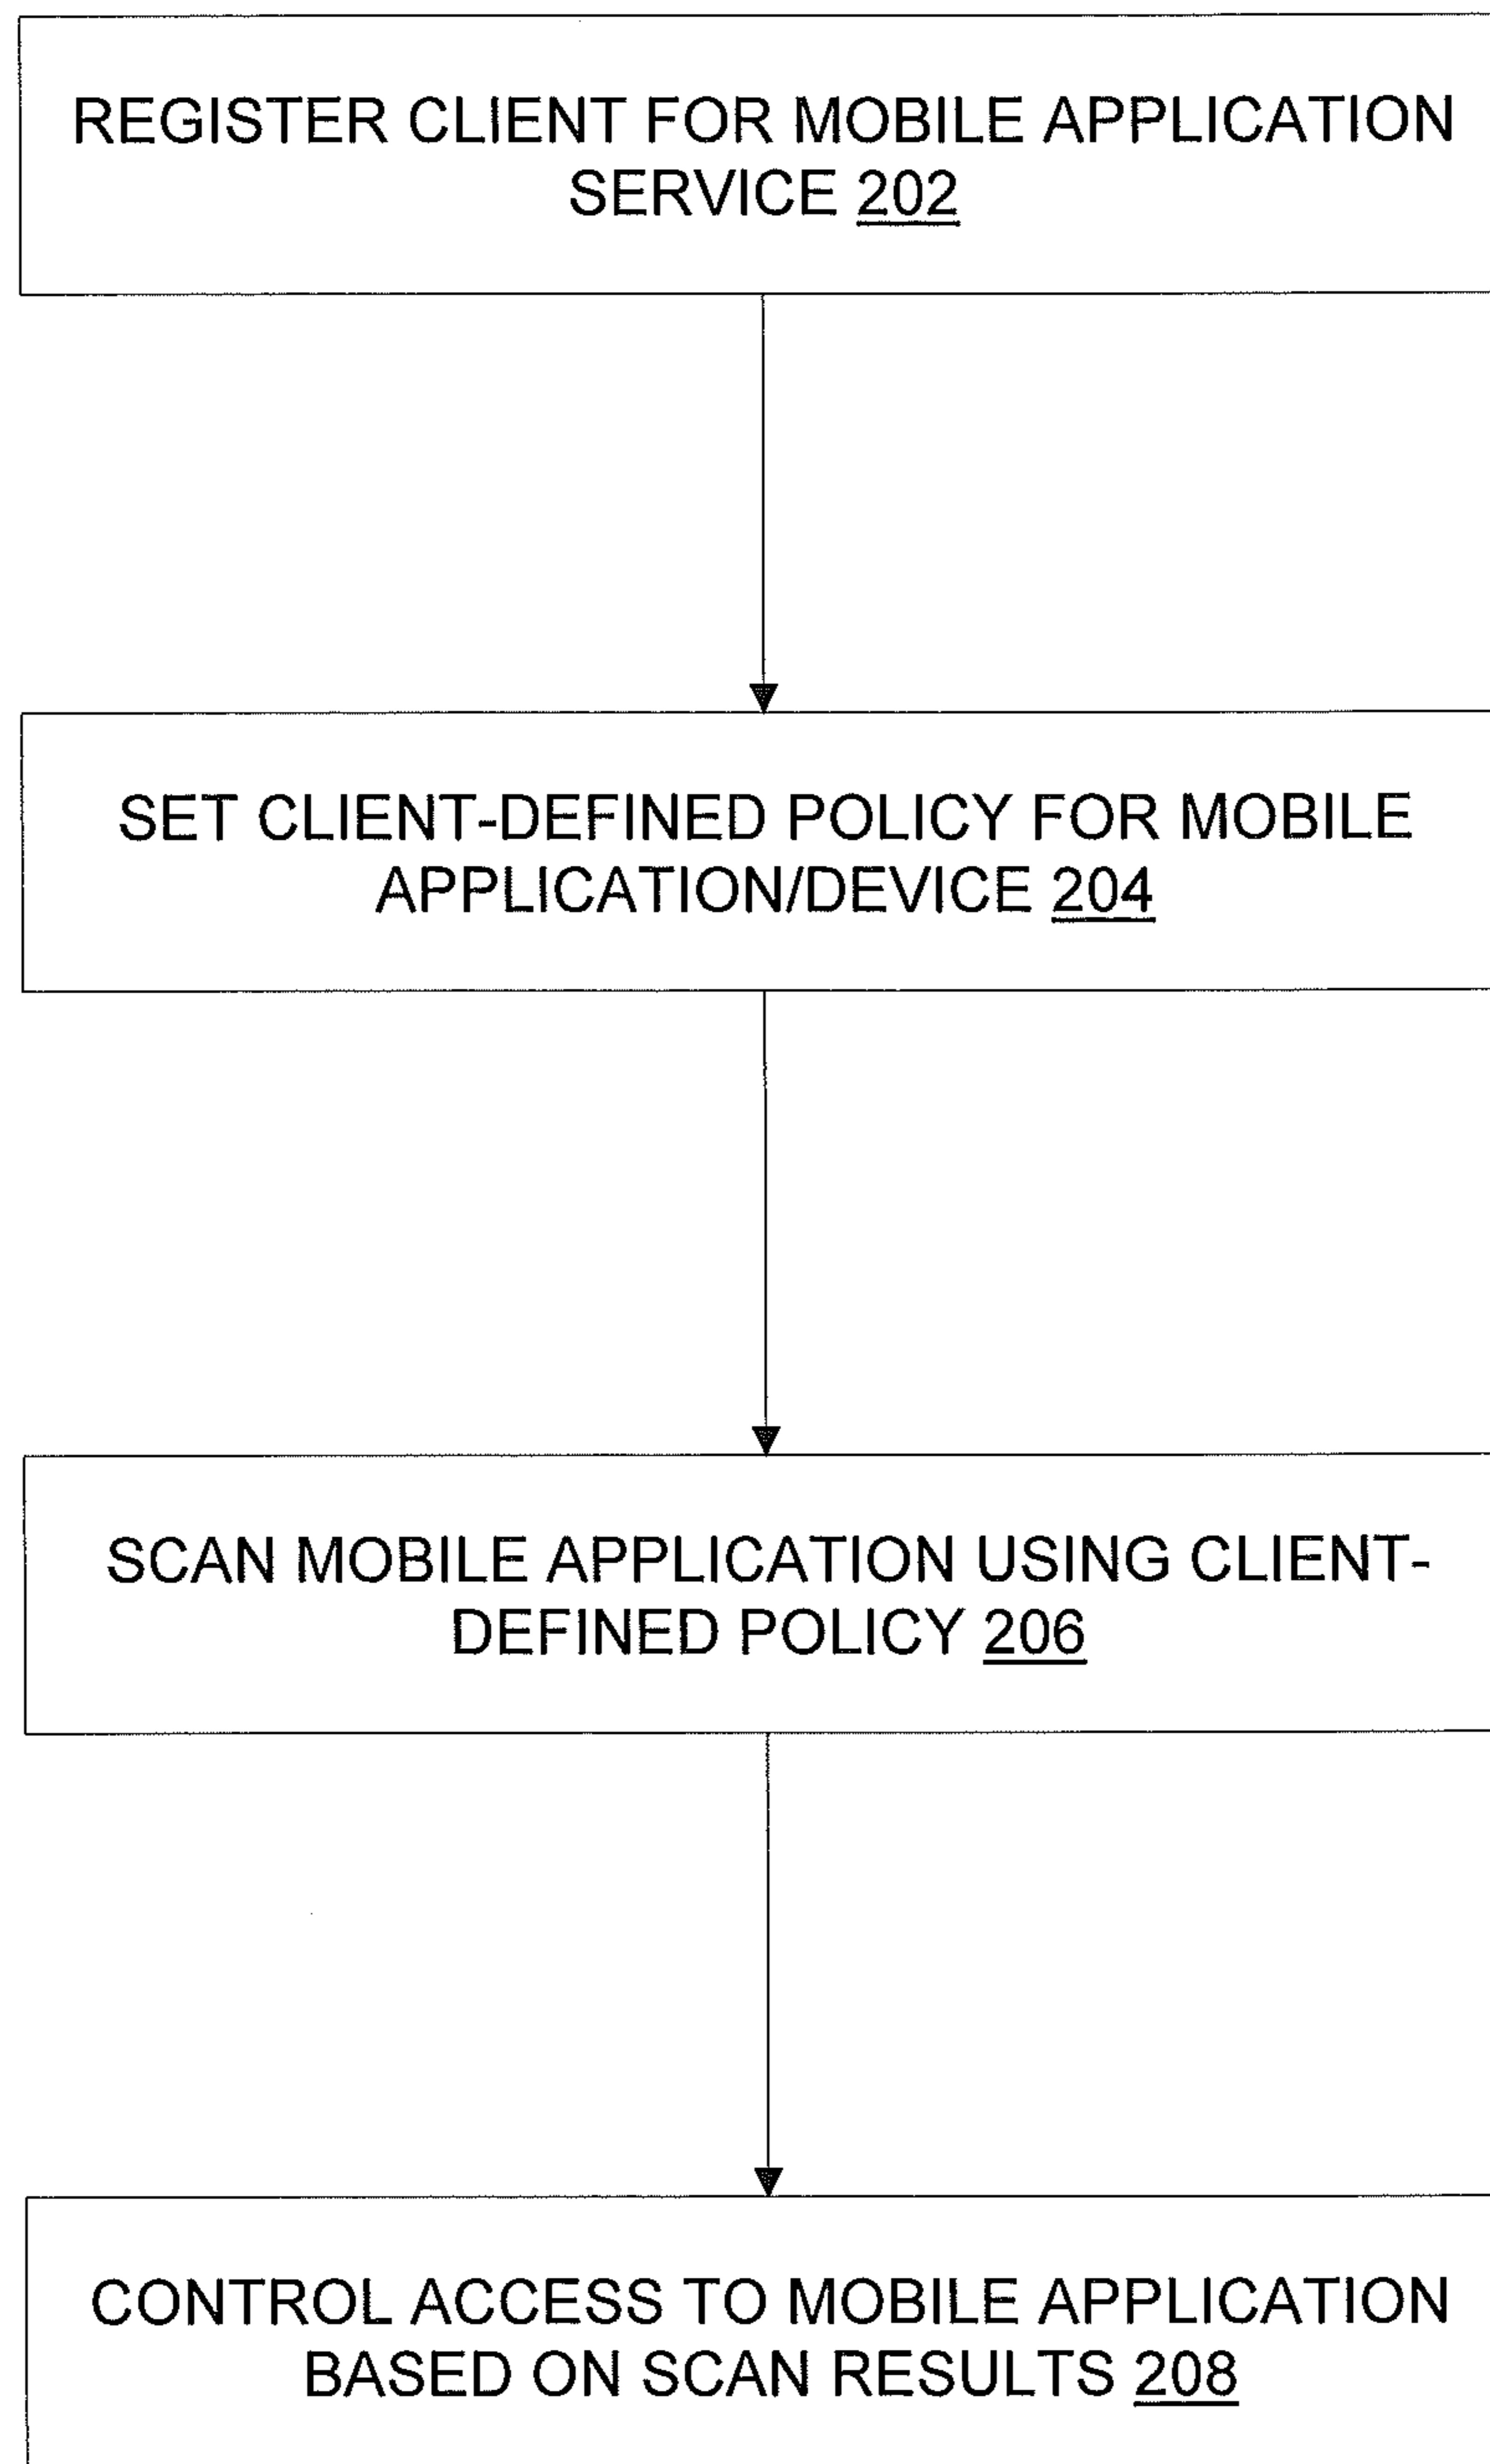 REGISTER CLIENT FOR MOBILE APPLICATION
SERVICE 202
SET CLIENT-DEFINED POLICY FOR MOBILE
APPLICATION/DEVICE 204
SCAN MOBILE APPLICATION USING CLIENT-
DEFINED POLICY 206
CONTROL ACCESS TO MOBILE APPLICATION
BASED ON SCAN RESULTS 208